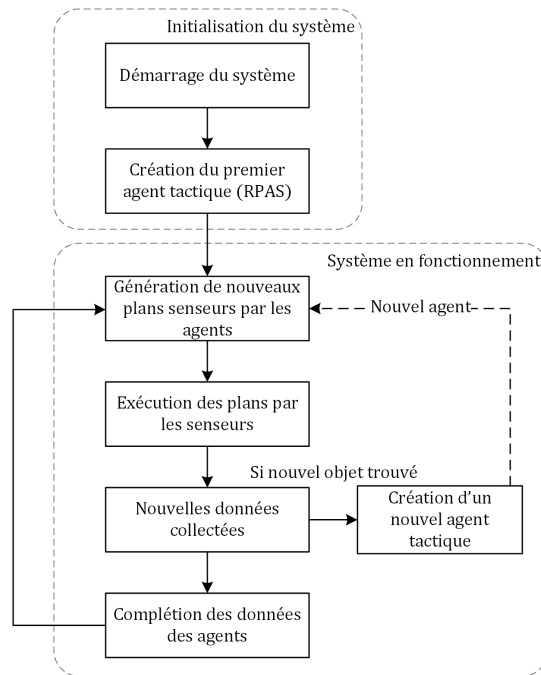 Initialisation du système
Démarrage du système
Création du premier
agent tactique (RPAS)
Système en fonctionnement
Génération de nouveaux
plans senseurs par les
agents
Nouvel agent
Exécution des plans par
les senseurs
Si nouvel objet trouvé
Nouvelles données
collectées
Création d'un
nouvel agent
tactique
Complétion des données
des agents